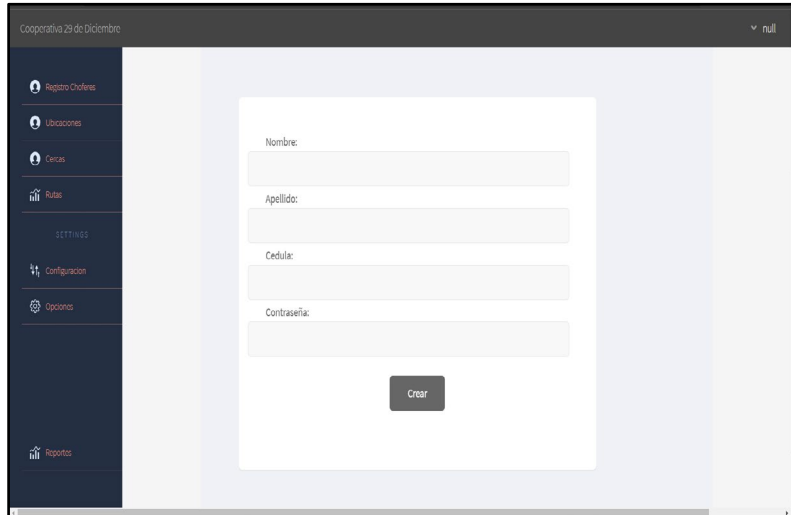 Cooperativa 29 de Diciembre
null
Registro Choferes
Ubicaciones
Cercas
Rutas
SETTINGS
Configuracion
Opciones
Reportes
Nombre:
Apellido:
Cedula:
Contraseña:
Crear